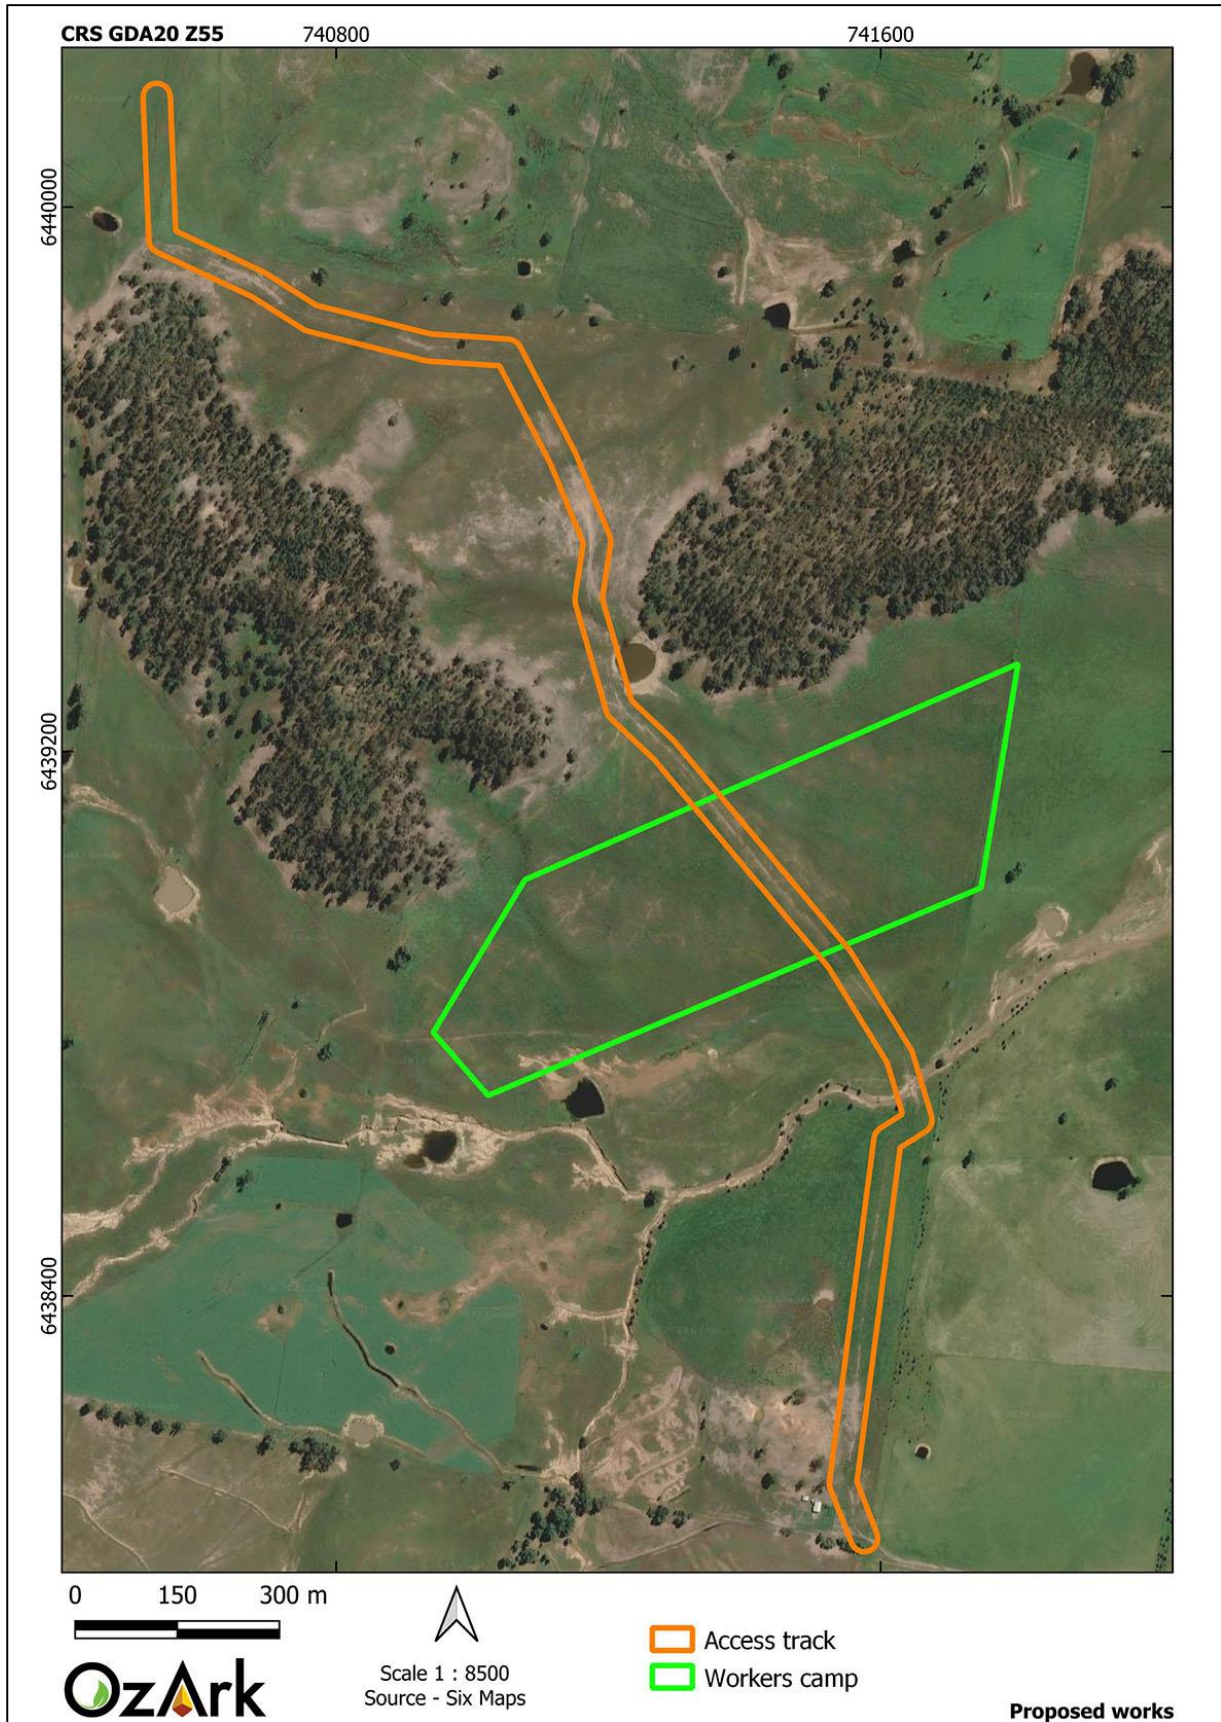 CRS GDA20 Z55
740800
741600
6440000
6439200
6438400
0 150 300 m
OzArk
Scale 1 : 8500
Source - Six Maps
Access track
Workers camp
Proposed works